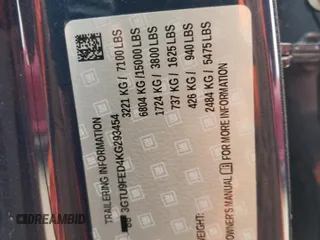 TRAILERING INFORMATION
3GTU9FED4KG293454
3221 KG / 7100 LBS
6804 KG /15000 LBS
1724 KG / 3800 LBS
737 KG / 1625 LBS
426 KG / 940 LBS
2484 KG / 5475 LBS
WEIGHT:
OWNER'S MANUAL
FOR MORE INFORMATION
DREAMBID